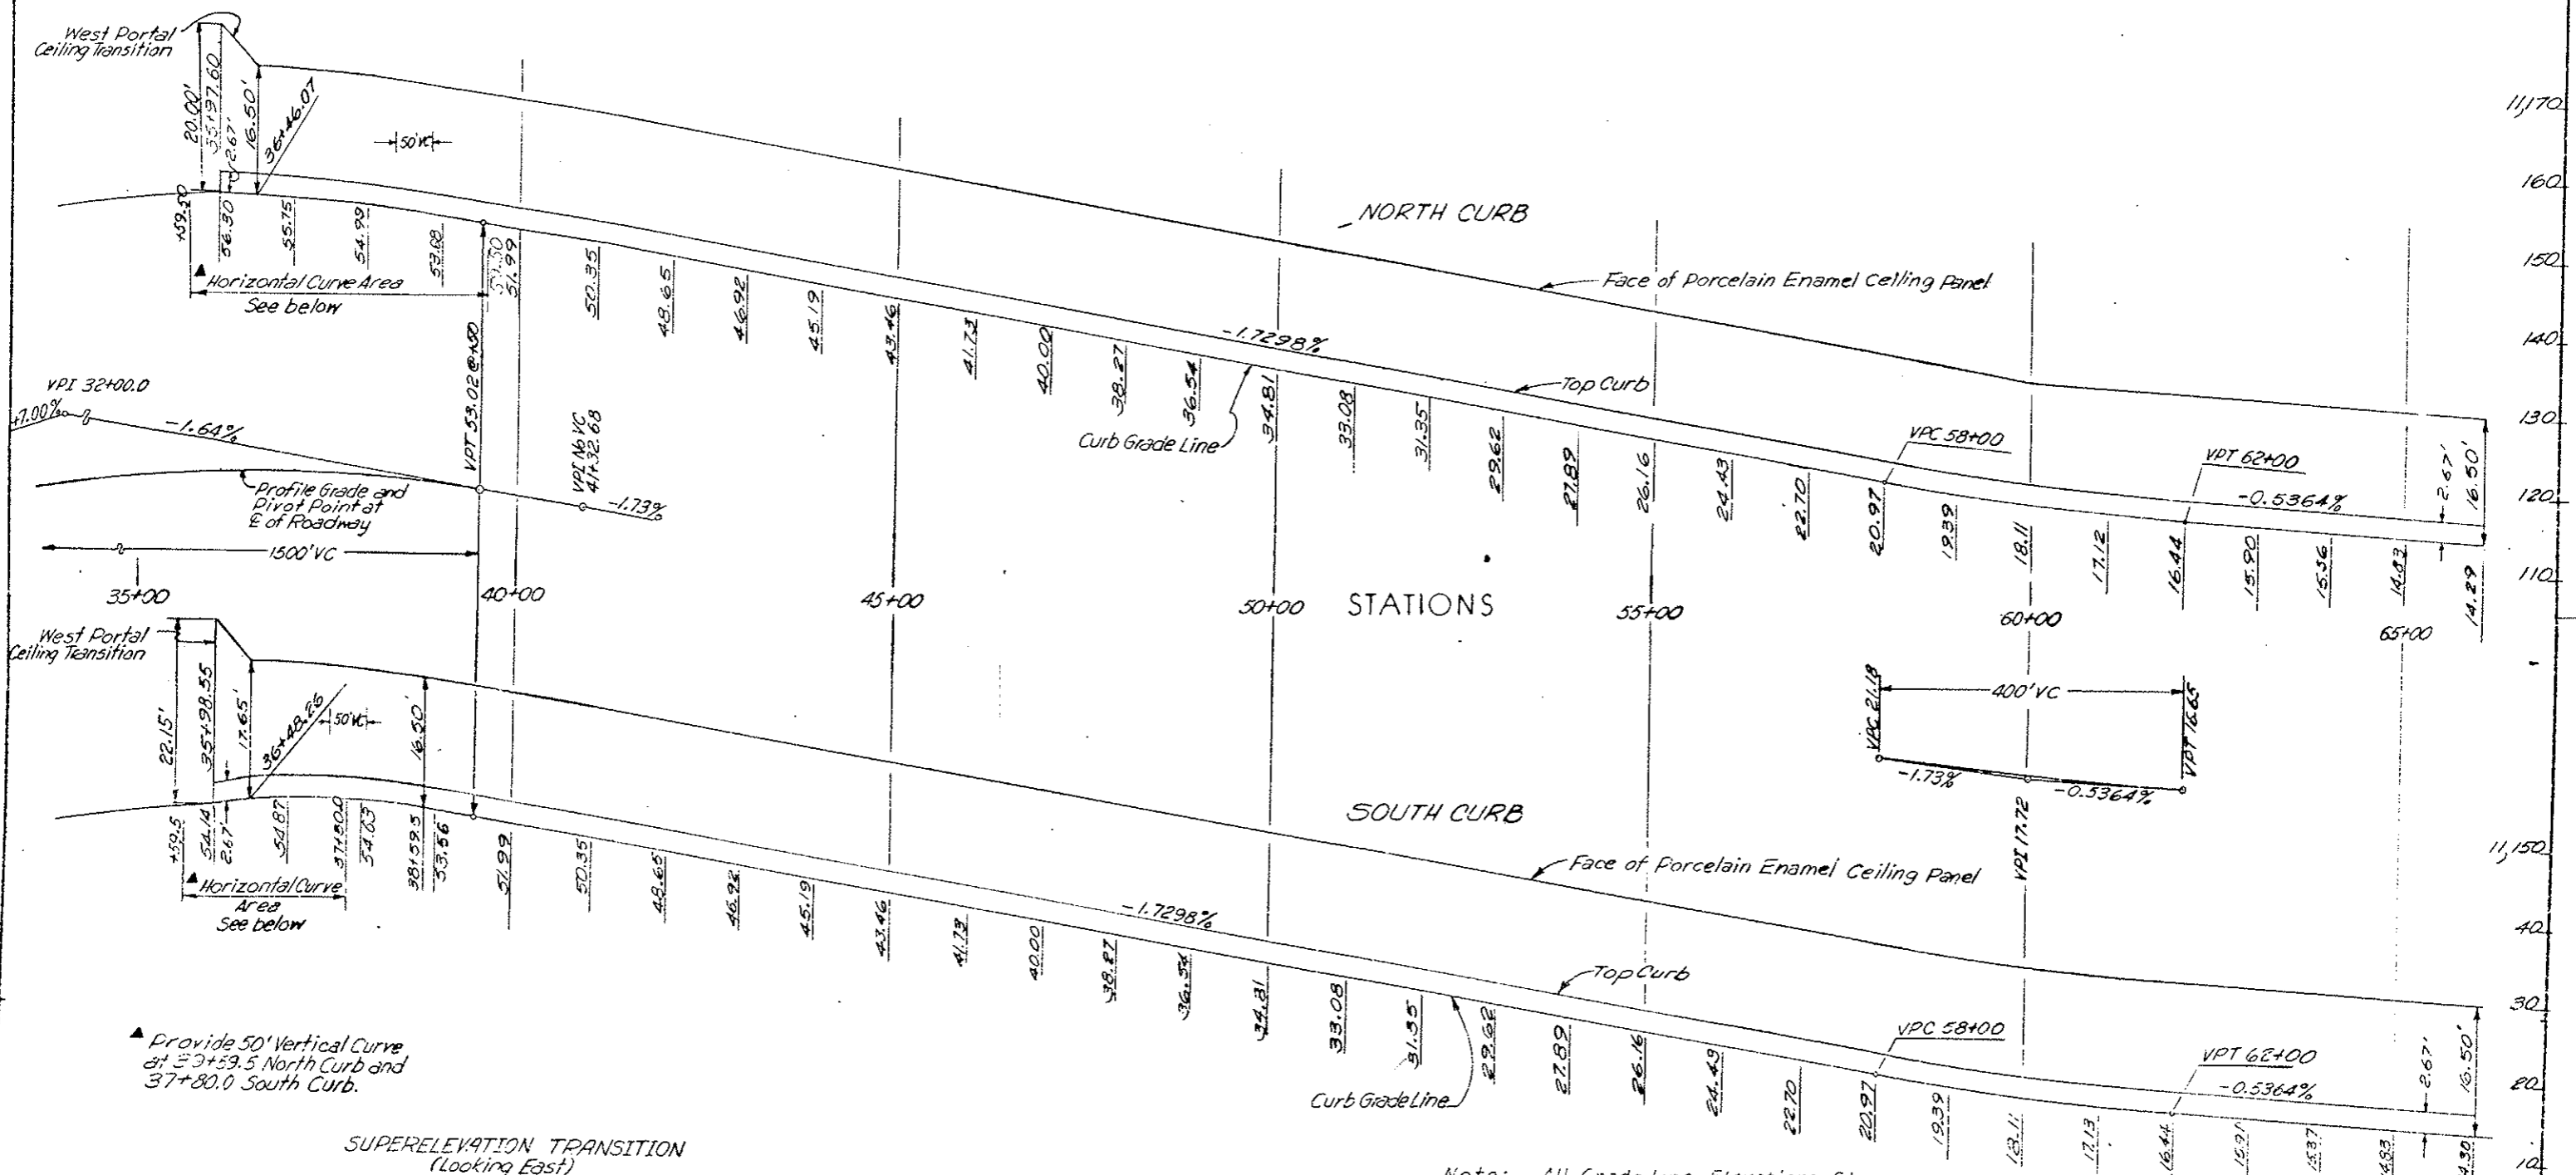 West Portal
Ceiling Transition
20.00'
35+97.60
2.67'
16.50'
36+46.07
50' VC
11,170
160
150
140
130
120
110
NORTH CURB
Face of Porcelain Enamel Ceiling Panel
+59.50
56.30
55.75
54.99
51.99
50.35
48.65
46.92
45.19
43.46
41.73
40.00
38.27
36.54
34.81
33.08
31.35
29.62
27.89
26.16
24.43
22.70
20.97
19.39
18.11
17.12
16.44
15.90
14.83
14.29
▲ Horizontal Curve Area
See below
-1.7298%
Top Curb
Curb Grade Line
VPC 58+00
VPT 62+00
-0.5364%
2.67'
16.50'
VPI 32+00.0
+7.00%
-1.64%
VPT 53.02@+50
VPI No VC
41+32.68
-1.73%
Profile Grade and
Pivot Point at
℄ of Roadway
1500' VC
35+00
40+00
45+00
50+00
STATIONS
55+00
60+00
65+00
West Portal
Ceiling Transition
22.15'
35+98.55
17.65'
36+48.26
50' VC
16.50'
400' VC
VPC 21.18
VPT 16.65
-1.73%
-0.5364%
VPI 17.72
SOUTH CURB
Face of Porcelain Enamel Ceiling Panel
11,150
40
30
20
10
+59.5
54.14
2.67'
54.87
37+80.0
54.63
38+59.5
53.56
51.99
50.35
48.65
46.92
45.19
43.46
41.73
40.00
38.27
36.54
34.81
33.08
31.35
29.62
27.89
26.16
24.43
22.70
20.97
19.39
18.11
17.13
16.44
15.91
15.37
14.83
▲ Horizontal Curve
Area
See below
-1.7298%
Top Curb
Curb Grade Line
VPC 58+00
VPT 62+00
-0.5364%
2.67'
16.50'
▲ Provide 50' Vertical Curve
at 39+59.5 North Curb and
37+80.0 South Curb.
SUPERELEVATION TRANSITION
(Looking East)